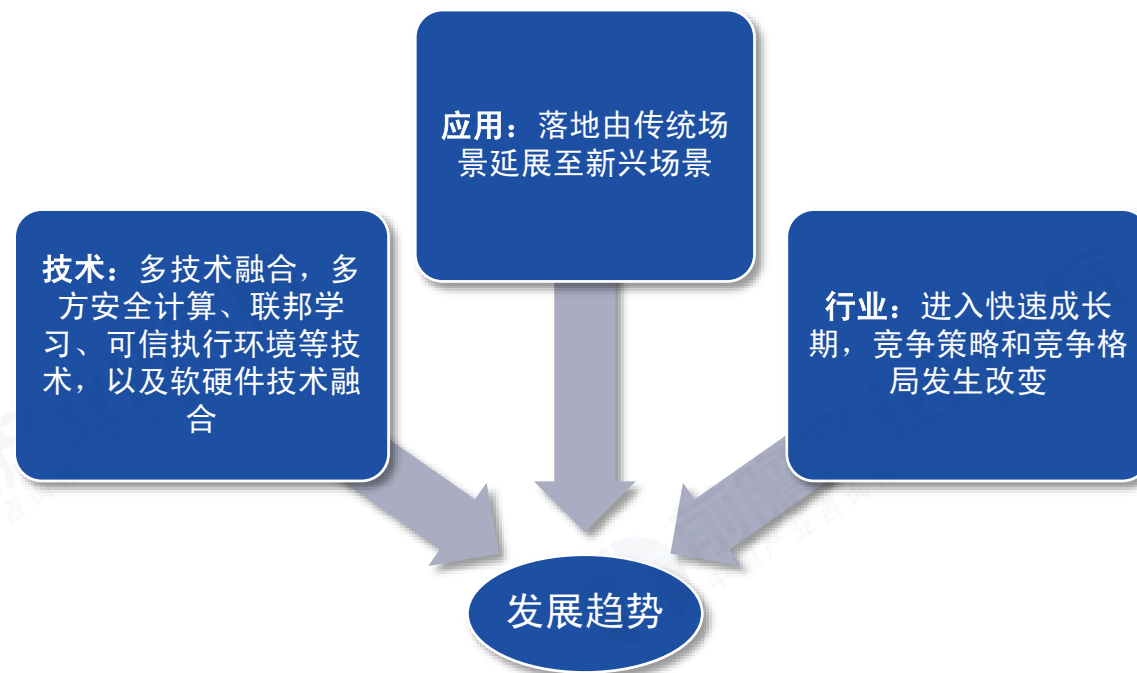 应用：落地由传统场
景延展至新兴场景
技术：多技术融合，多
方安全计算、联邦学
习、可信执行环境等技
术，以及软硬件技术融
合
行业：进入快速成长
期，竞争策略和竞争格
局发生改变
发展趋势